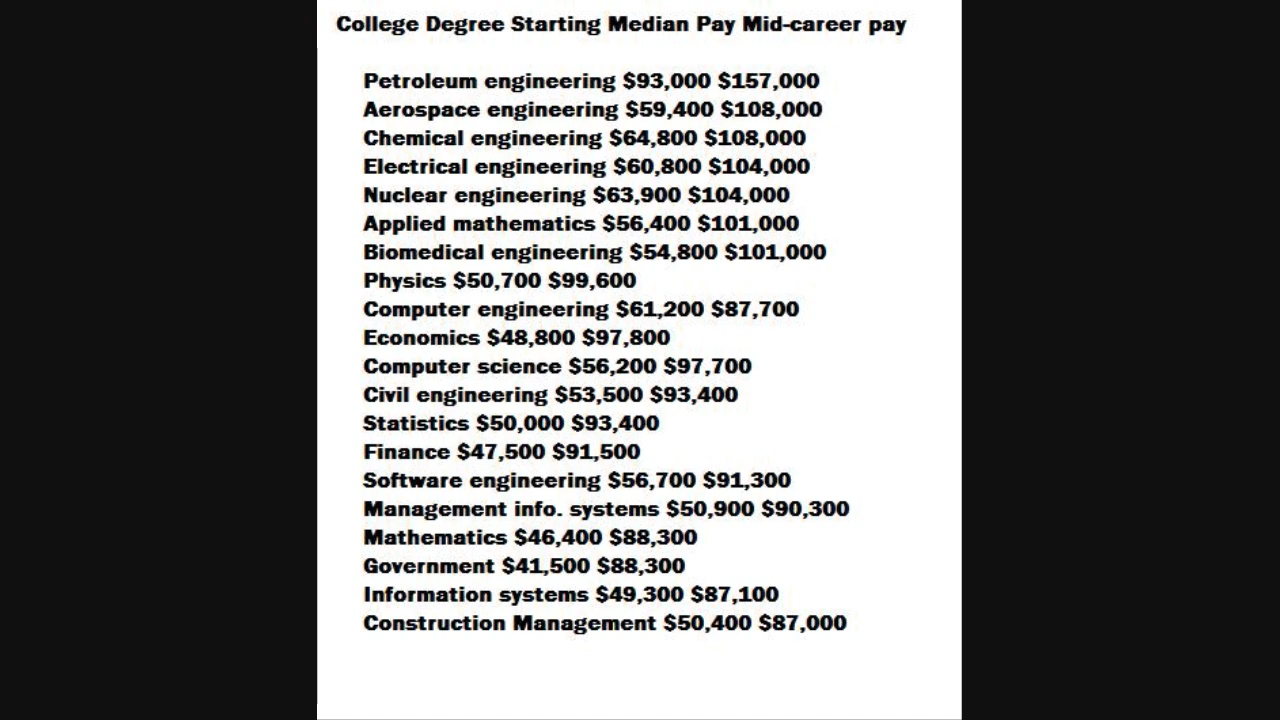 College Degree Starting Median Pay Mid-career pay
Petroleum engineering $93,000 $157,000
Aerospace engineering $59,400 $108,000
Chemical engineering $64,800 $108,000
Electrical engineering $60,800 $104,000
Nuclear engineering $63,900 $104,000
Applied mathematics $56,400 $101,000
Biomedical engineering $54,800 $101,000
Physics $50,700 $99,600
Computer engineering $61,200 $87,700
Economics $48,800 $97,800
Computer science $56,200 $97,700
Civil engineering $53,500 $93,400
Statistics $50,000 $93,400
Finance $47,500 $91,500
Software engineering $56,700 $91,300
Management info. systems $50,900 $90,300
Mathematics $46,400 $88,300
Government $41,500 $88,300
Information systems $49,300 $87,100
Construction Management $50,400 $87,000